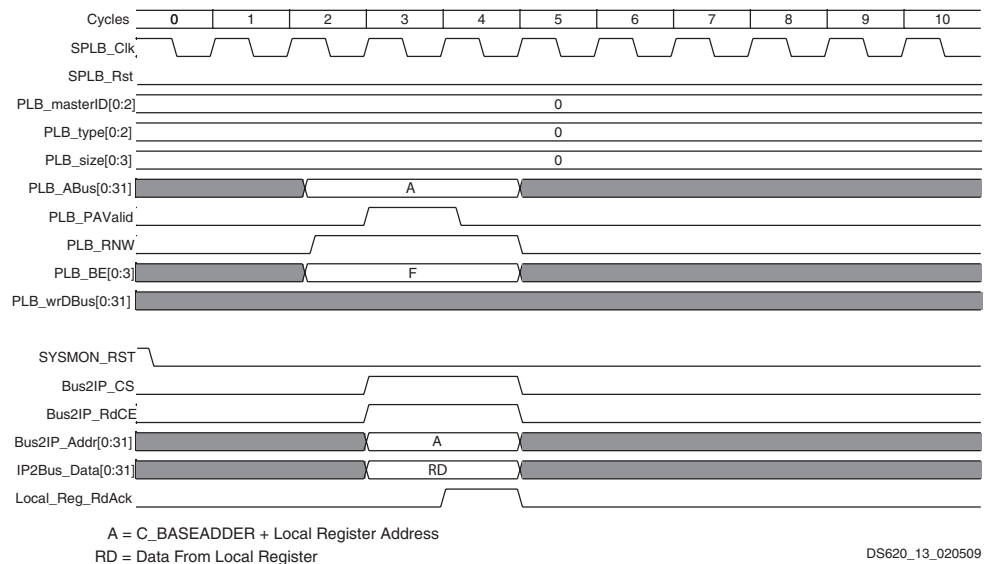 Cycles 0 1 2 3 4 5 6 7 8 9 10
SPLB_Clk
SPLB_Rst
PLB_masterID[0:2] 0
PLB_type[0:2] 0
PLB_size[0:3] 0
PLB_ABus[0:31] A
PLB_PAValid
PLB_RNW
PLB_BE[0:3] F
PLB_wrDBus[0:31]
SYSMON_RST
Bus2IP_CS
Bus2IP_RdCE
Bus2IP_Addr[0:31] A
IP2Bus_Data[0:31] RD
Local_Reg_RdAck
A = C_BASEADDER + Local Register Address
RD = Data From Local Register
DS620_13_020509